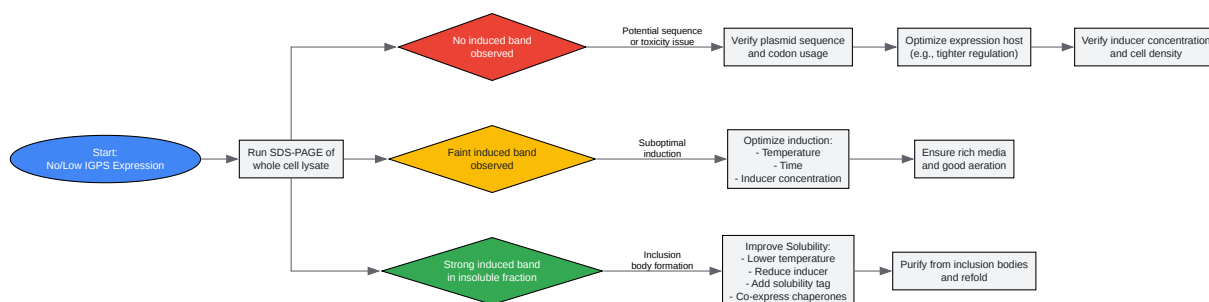 Start:
No/Low IGPS Expression
Run SDS-PAGE of
whole cell lysate
No induced band
observed
Potential sequence
or toxicity issue
Verify plasmid sequence
and codon usage
Optimize expression host
(e.g., tighter regulation)
Verify inducer concentration
and cell density
Faint induced band
observed
Suboptimal
induction
Optimize induction:
- Temperature
- Time
- Inducer concentration
Ensure rich media
and good aeration
Strong induced band
in insoluble fraction
Inclusion
body formation
Improve Solubility:
- Lower temperature
- Reduce inducer
- Add solubility tag
- Co-express chaperones
Purify from inclusion bodies
and refold